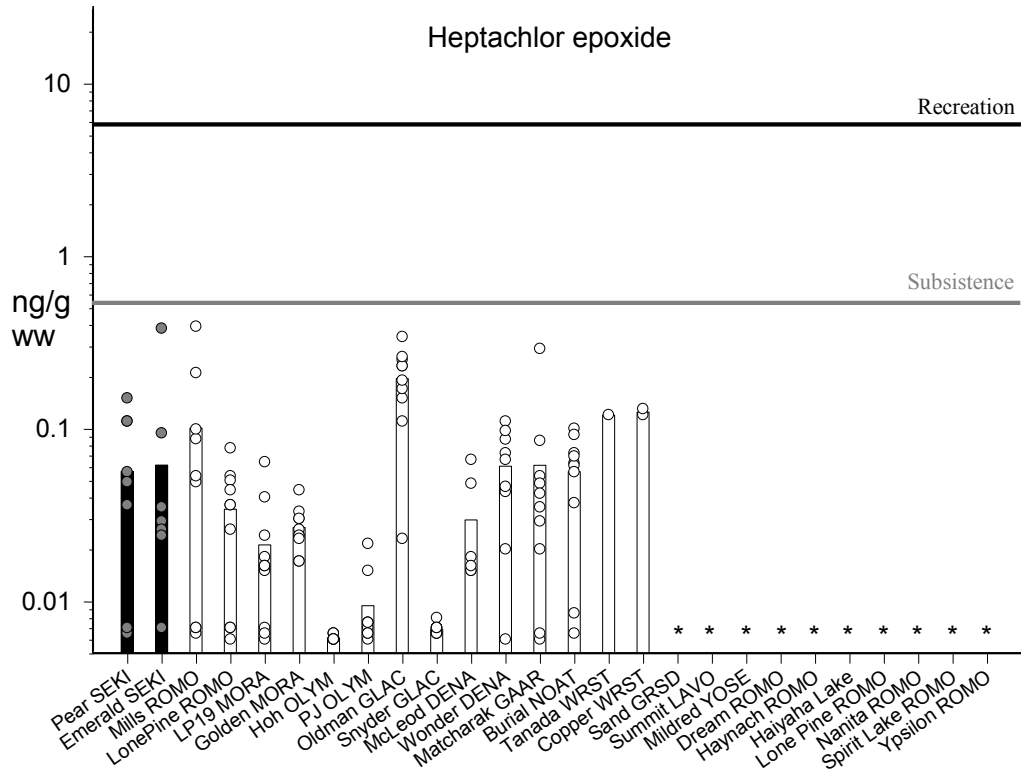 Heptachlor epoxide
10
Recreation
1
Subsistence
ng/g
ww
0.1
0.01
* * * * * * * * * *
Pear SEKI
Emerald SEKI
Mills ROMO
LonePine ROMO
LP19 MORA
Golden MORA
Hoh OLYM
PJ OLYM
Oldman GLAC
Snyder GLAC
McLeod DENA
Wonder DENA
Matcharak GAAR
Burial NOAT
Tanada WRST
Copper WRST
Sand GRSD
Summit LAVO
Mildred YOSE
Dream ROMO
Haynach ROMO
Haiyaha Lake
Lone Pine ROMO
Nanita ROMO
Spirit Lake ROMO
Ypsilon ROMO